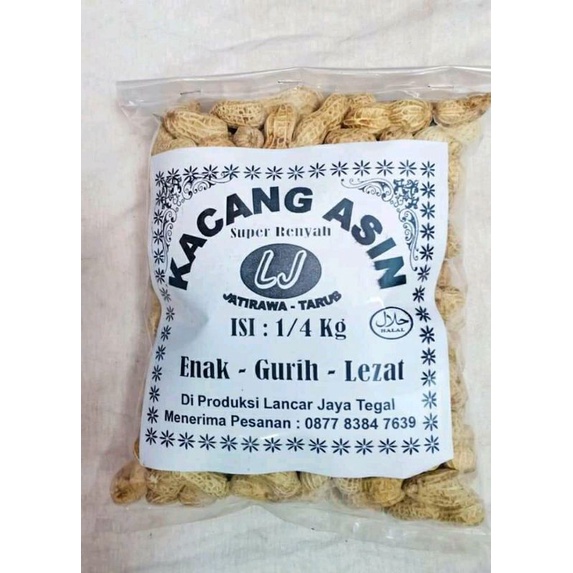 KACANG ASIN
Super Renyah
LJ
JATIRAWA - TARUB
ISI : 1/4 Kg
حلال
HALAL
Enak - Gurih - Lezat
Di Produksi Lancar Jaya Tegal
Menerima Pesanan : 0877 8384 7639